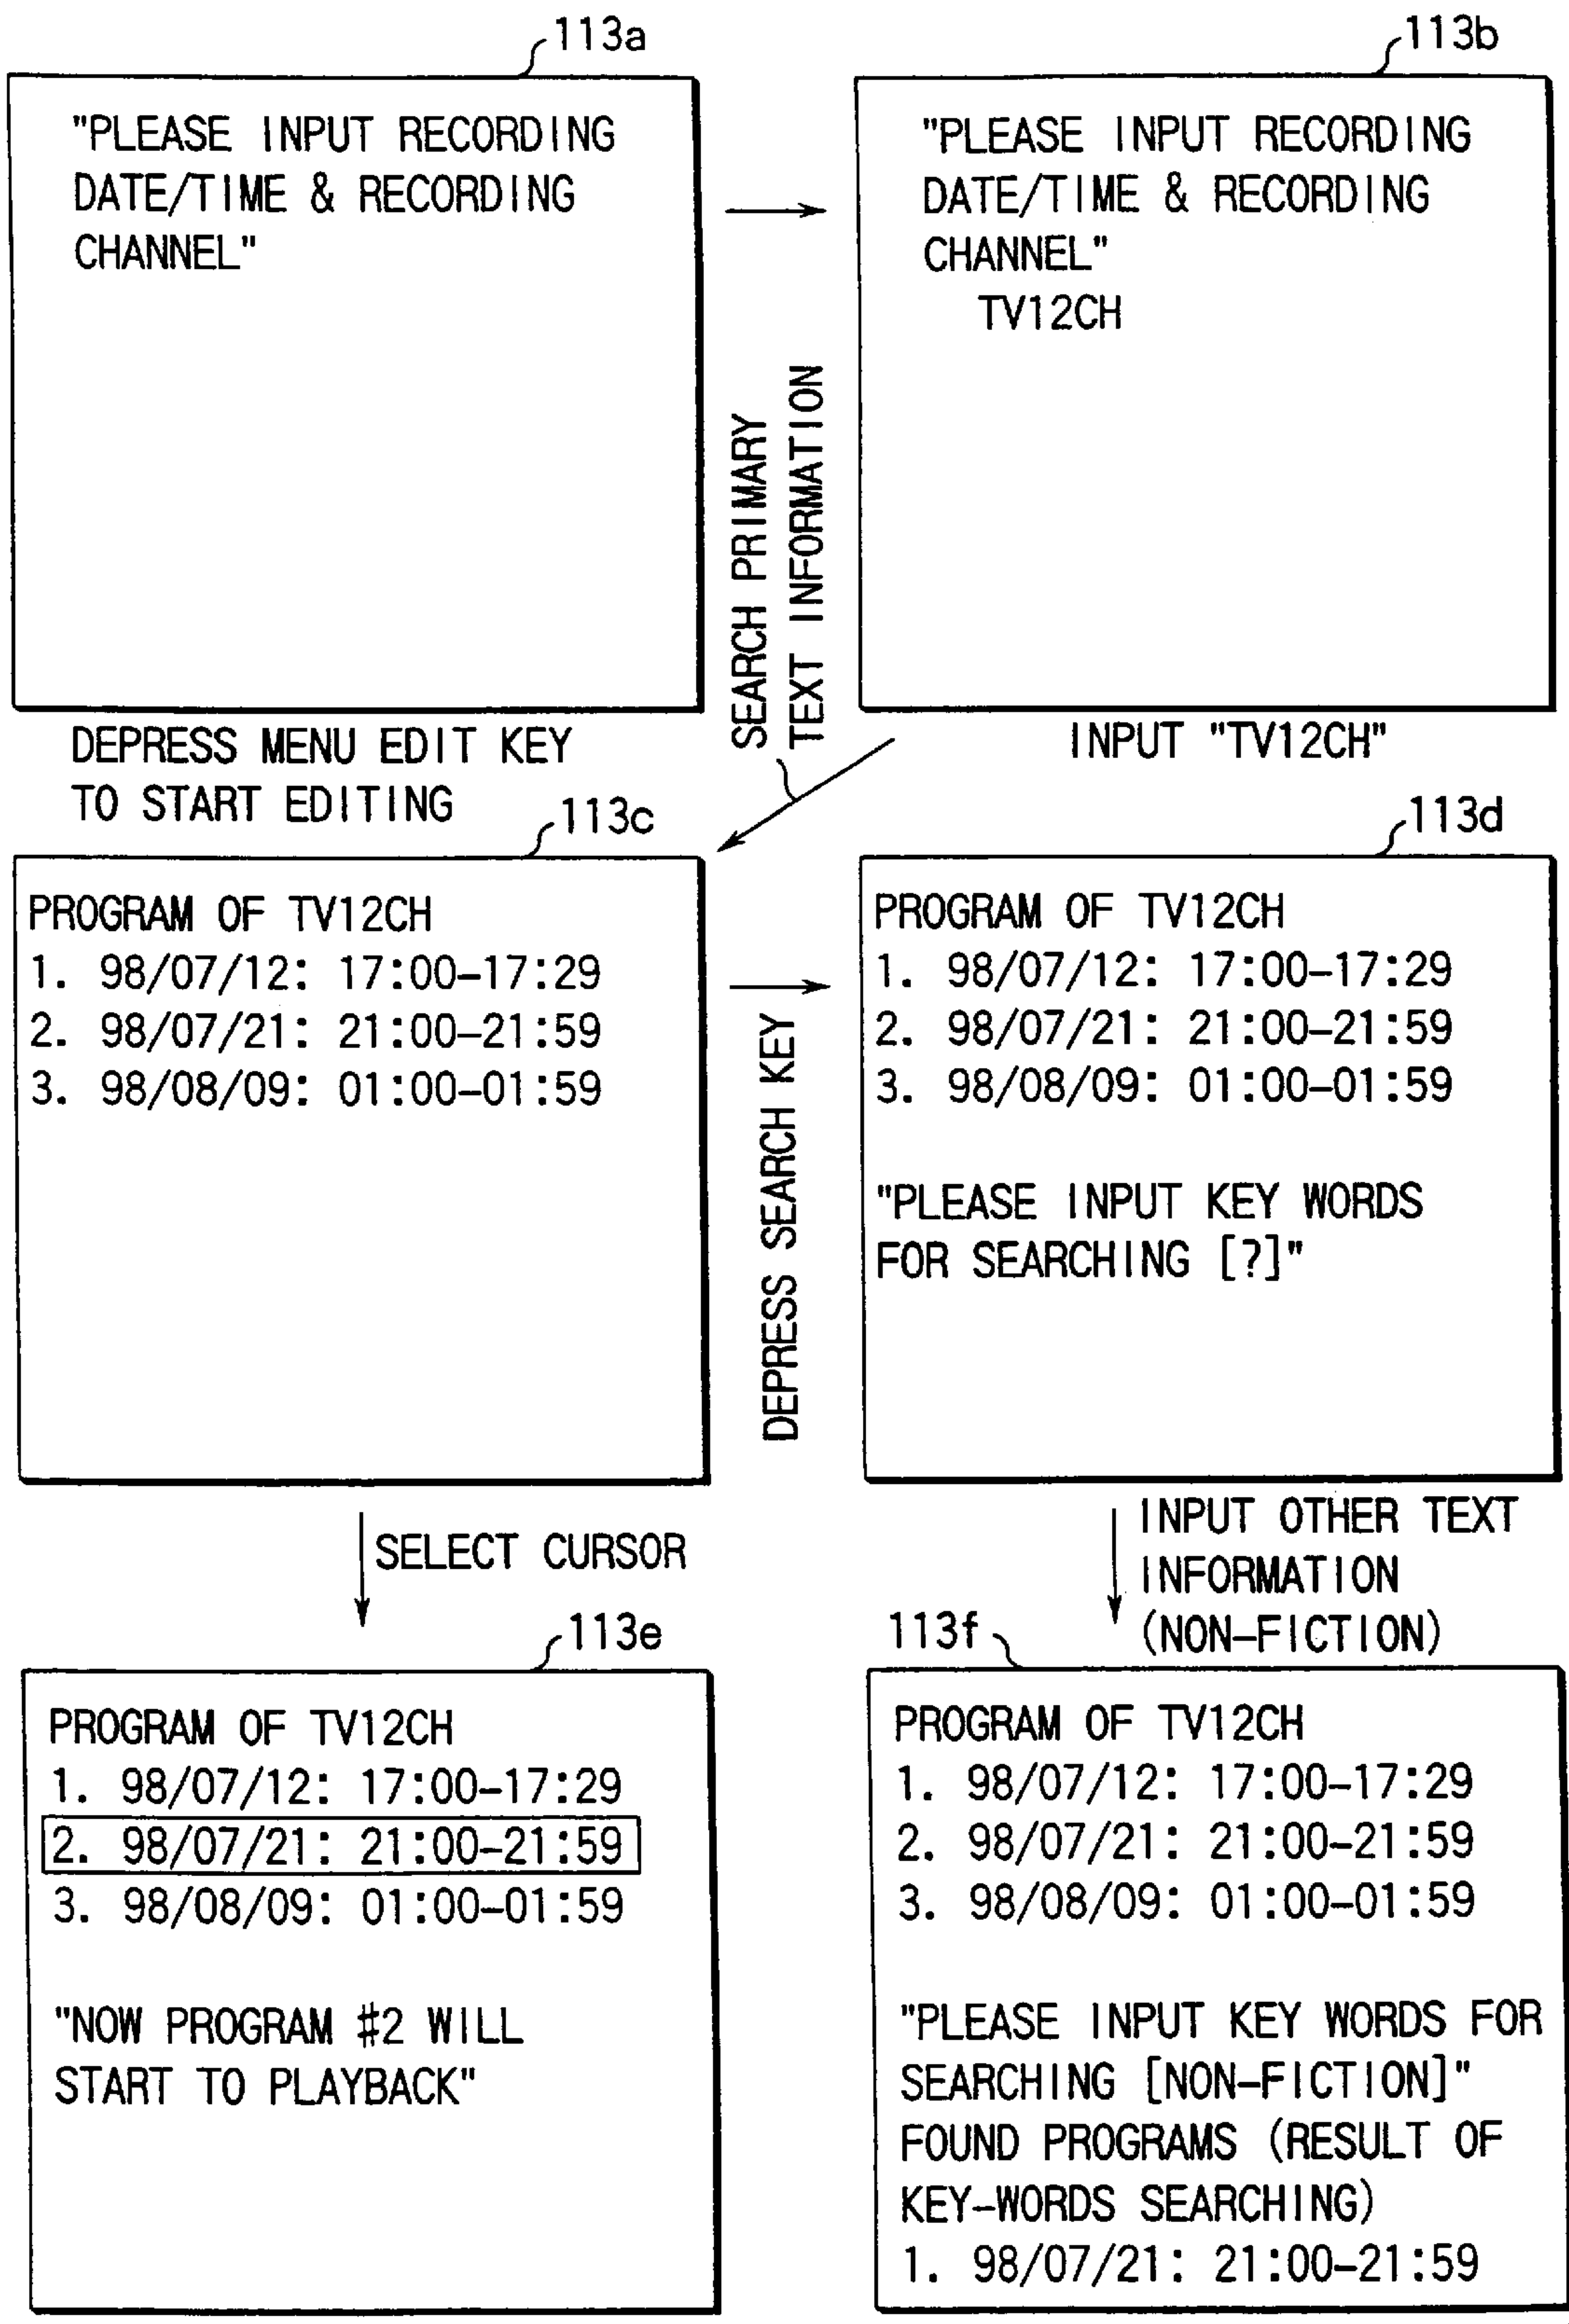 113a
"PLEASE INPUT RECORDING
DATE/TIME & RECORDING
CHANNEL"
DEPRESS MENU EDIT KEY
TO START EDITING
113b
"PLEASE INPUT RECORDING
DATE/TIME & RECORDING
CHANNEL"
TV12CH
INPUT "TV12CH"
SEARCH PRIMARY
TEXT INFORMATION
113c
PROGRAM OF TV12CH
1. 98/07/12: 17:00-17:29
2. 98/07/21: 21:00-21:59
3. 98/08/09: 01:00-01:59
DEPRESS SEARCH KEY
113d
PROGRAM OF TV12CH
1. 98/07/12: 17:00-17:29
2. 98/07/21: 21:00-21:59
3. 98/08/09: 01:00-01:59
"PLEASE INPUT KEY WORDS
FOR SEARCHING [?]"
SELECT CURSOR
113e
PROGRAM OF TV12CH
1. 98/07/12: 17:00-17:29
2. 98/07/21: 21:00-21:59
3. 98/08/09: 01:00-01:59
"NOW PROGRAM #2 WILL
START TO PLAYBACK"
INPUT OTHER TEXT
INFORMATION
(NON-FICTION)
113f
PROGRAM OF TV12CH
1. 98/07/12: 17:00-17:29
2. 98/07/21: 21:00-21:59
3. 98/08/09: 01:00-01:59
"PLEASE INPUT KEY WORDS FOR
SEARCHING [NON-FICTION]"
FOUND PROGRAMS (RESULT OF
KEY-WORDS SEARCHING)
1. 98/07/21: 21:00-21:59